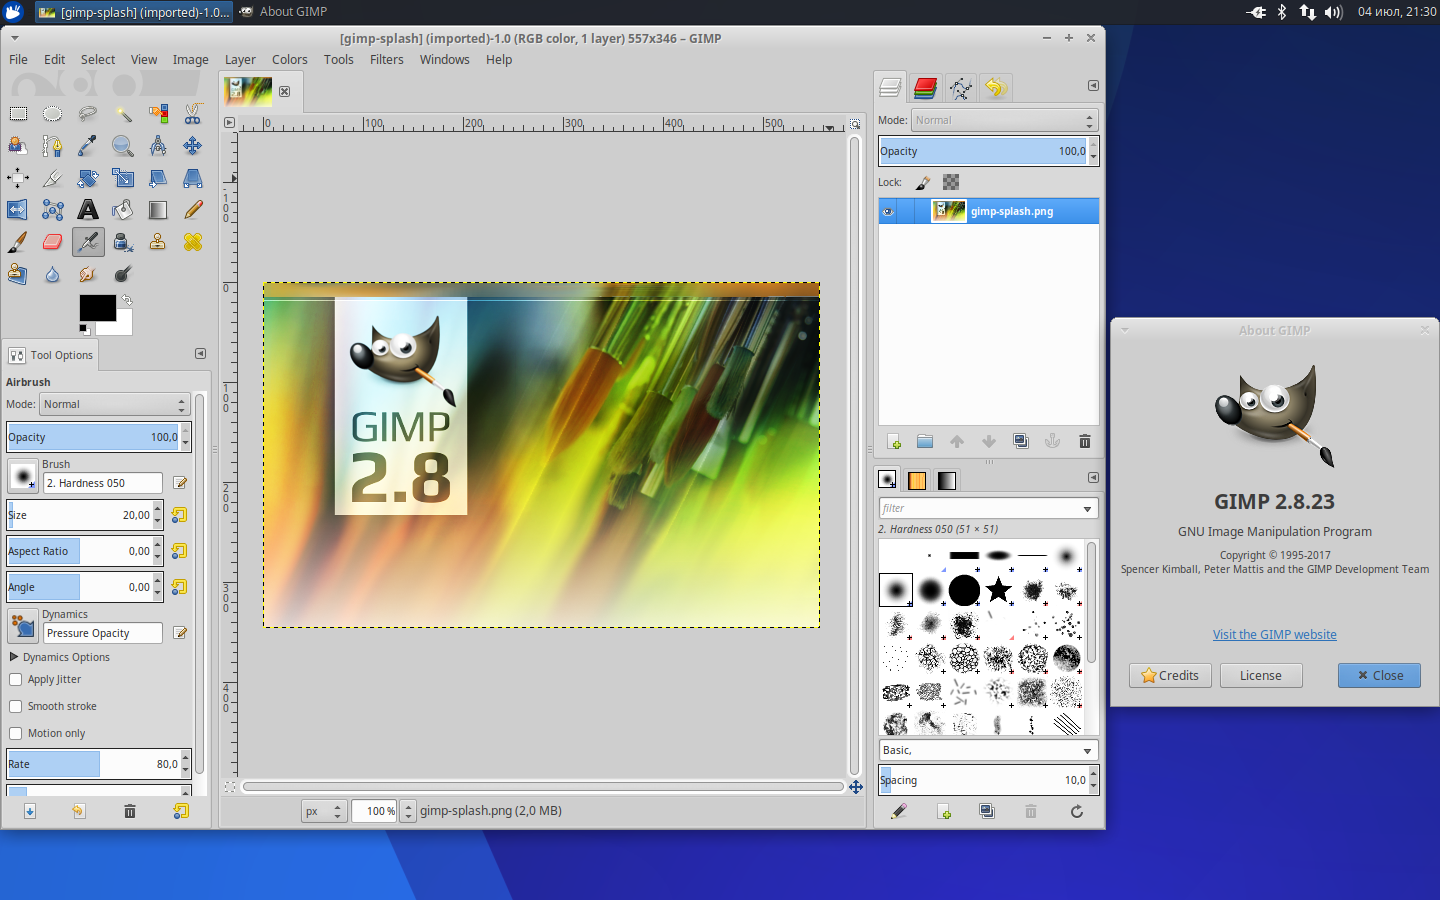 [gimp-splash] (imported)-1.0...
About GIMP
04 июл, 21:30
[gimp-splash] (imported)-1.0 (RGB color, 1 layer) 557x346 – GIMP
File Edit Select View Image Layer Colors Tools Filters Windows Help
0 100 200 300 400 500
-100
0
100
200
300
400
Tool Options
Airbrush
Mode: Normal
Opacity 100,0
Brush
2. Hardness 050
Size 20,00
Aspect Ratio 0,00
Angle 0,00
Dynamics
Pressure Opacity
Dynamics Options
Apply Jitter
Smooth stroke
Motion only
Rate 80,0
GIMP
2.8
px 100 % gimp-splash.png (2,0 MB)
Mode: Normal
Opacity 100,0
Lock:
gimp-splash.png
filter
2. Hardness 050 (51 × 51)
Basic,
Spacing 10,0
About GIMP
GIMP 2.8.23
GNU Image Manipulation Program
Copyright © 1995-2017
Spencer Kimball, Peter Mattis and the GIMP Development Team
Visit the GIMP website
Credits License Close